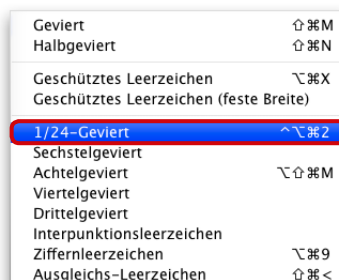 Geviert ⇧⌘M
Halbgeviert ⇧⌘N
Geschütztes Leerzeichen ⌥⌘X
Geschütztes Leerzeichen (feste Breite)
1/24-Geviert ^⌥⌘2
Sechstelgeviert
Achtelgeviert ⌥⇧⌘M
Viertelgeviert
Drittelgeviert
Interpunktionsleerzeichen
Ziffernleerzeichen ⌥⌘9
Ausgleichs-Leerzeichen ⇧⌘<